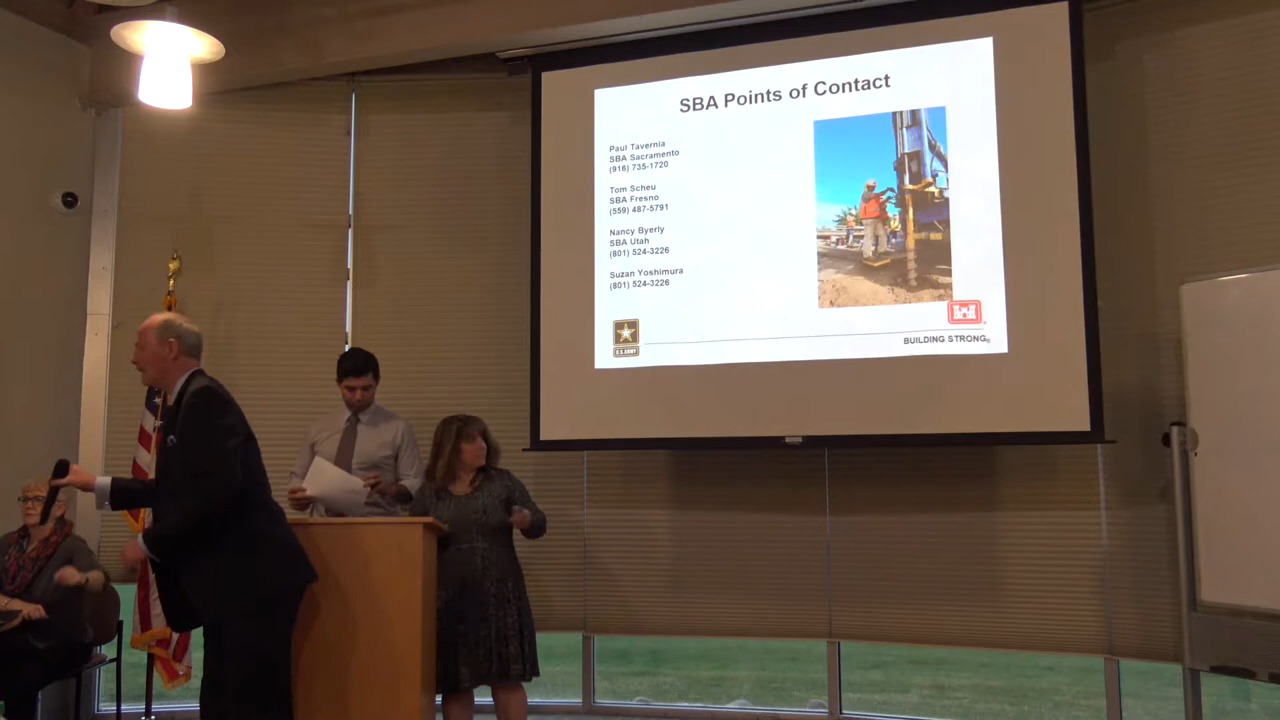 SBA Points of Contact
Paul Tavernia
SBA Sacramento
(916) 735-1720
Tom Scheu
SBA Fresno
(559) 487-5791
Nancy Byerly
SBA Utah
(801) 524-3226
Suzan Yoshimura
(801) 524-3226
U.S. ARMY
BUILDING STRONG®